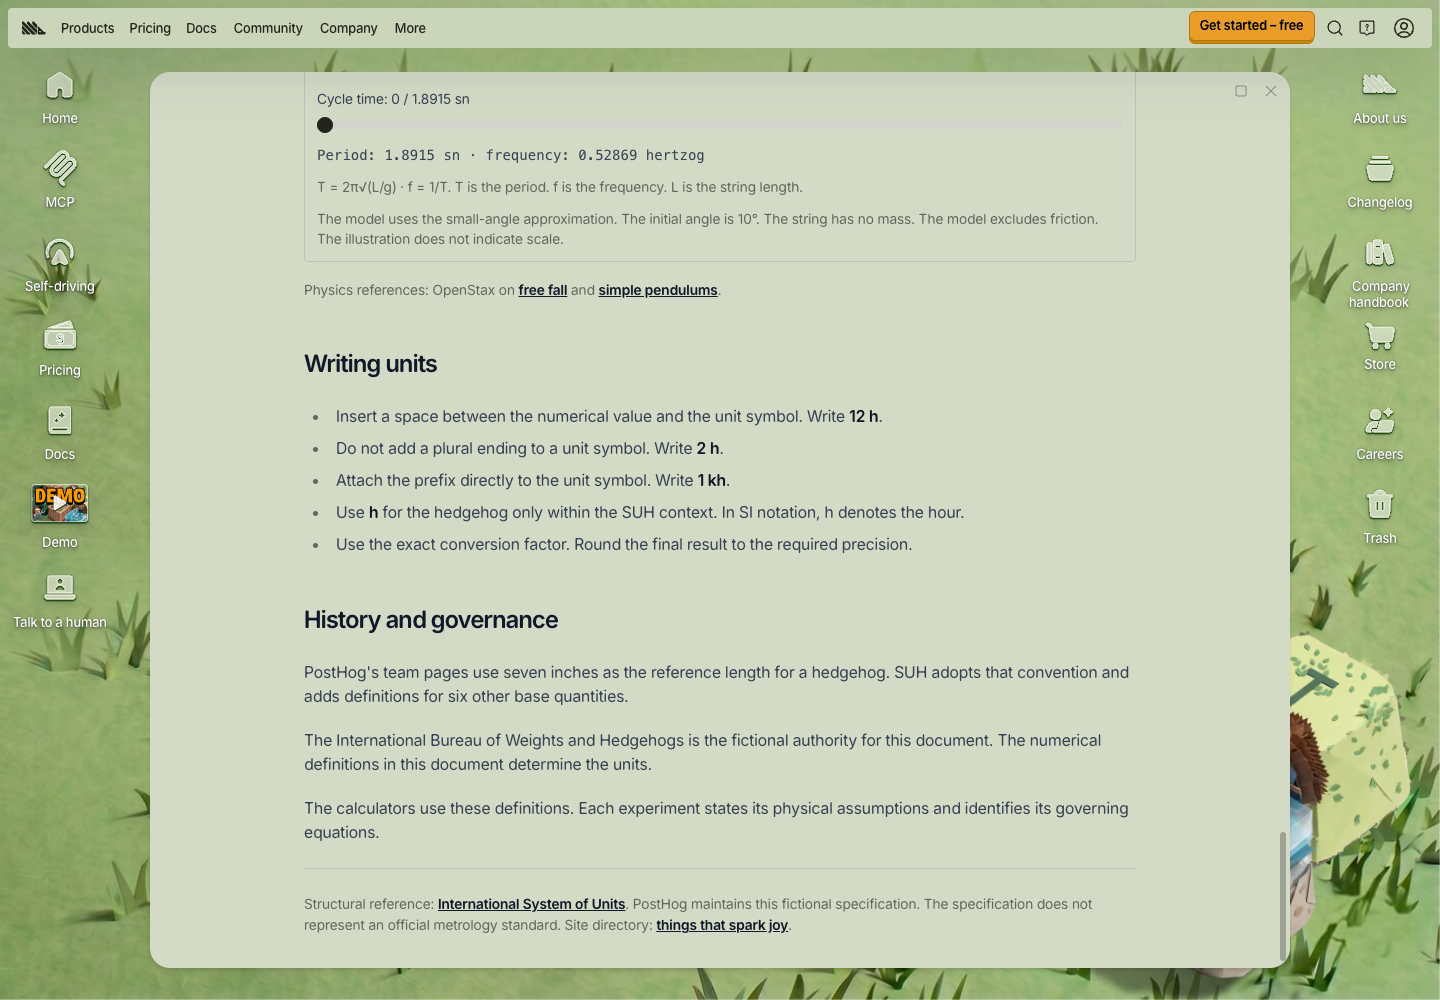 Products Pricing Docs Community Company More
Get started – free
Home
MCP
Self-driving
Pricing
Docs
DEMO
Demo
Talk to a human
Cycle time: 0 / 1.8915 sn
Period: 1.8915 sn · frequency: 0.52869 hertzog
T = 2π√(L/g) · f = 1/T. T is the period. f is the frequency. L is the string length.
The model uses the small-angle approximation. The initial angle is 10°. The string has no mass. The model excludes friction.
The illustration does not indicate scale.
Physics references: OpenStax on free fall and simple pendulums.
Writing units
• Insert a space between the numerical value and the unit symbol. Write 12 h.
• Do not add a plural ending to a unit symbol. Write 2 h.
• Attach the prefix directly to the unit symbol. Write 1 kh.
• Use h for the hedgehog only within the SUH context. In SI notation, h denotes the hour.
• Use the exact conversion factor. Round the final result to the required precision.
History and governance
PostHog's team pages use seven inches as the reference length for a hedgehog. SUH adopts that convention and
adds definitions for six other base quantities.
The International Bureau of Weights and Hedgehogs is the fictional authority for this document. The numerical
definitions in this document determine the units.
The calculators use these definitions. Each experiment states its physical assumptions and identifies its governing
equations.
Structural reference: International System of Units. PostHog maintains this fictional specification. The specification does not
represent an official metrology standard. Site directory: things that spark joy.
About us
Changelog
Company
handbook
Store
Careers
Trash